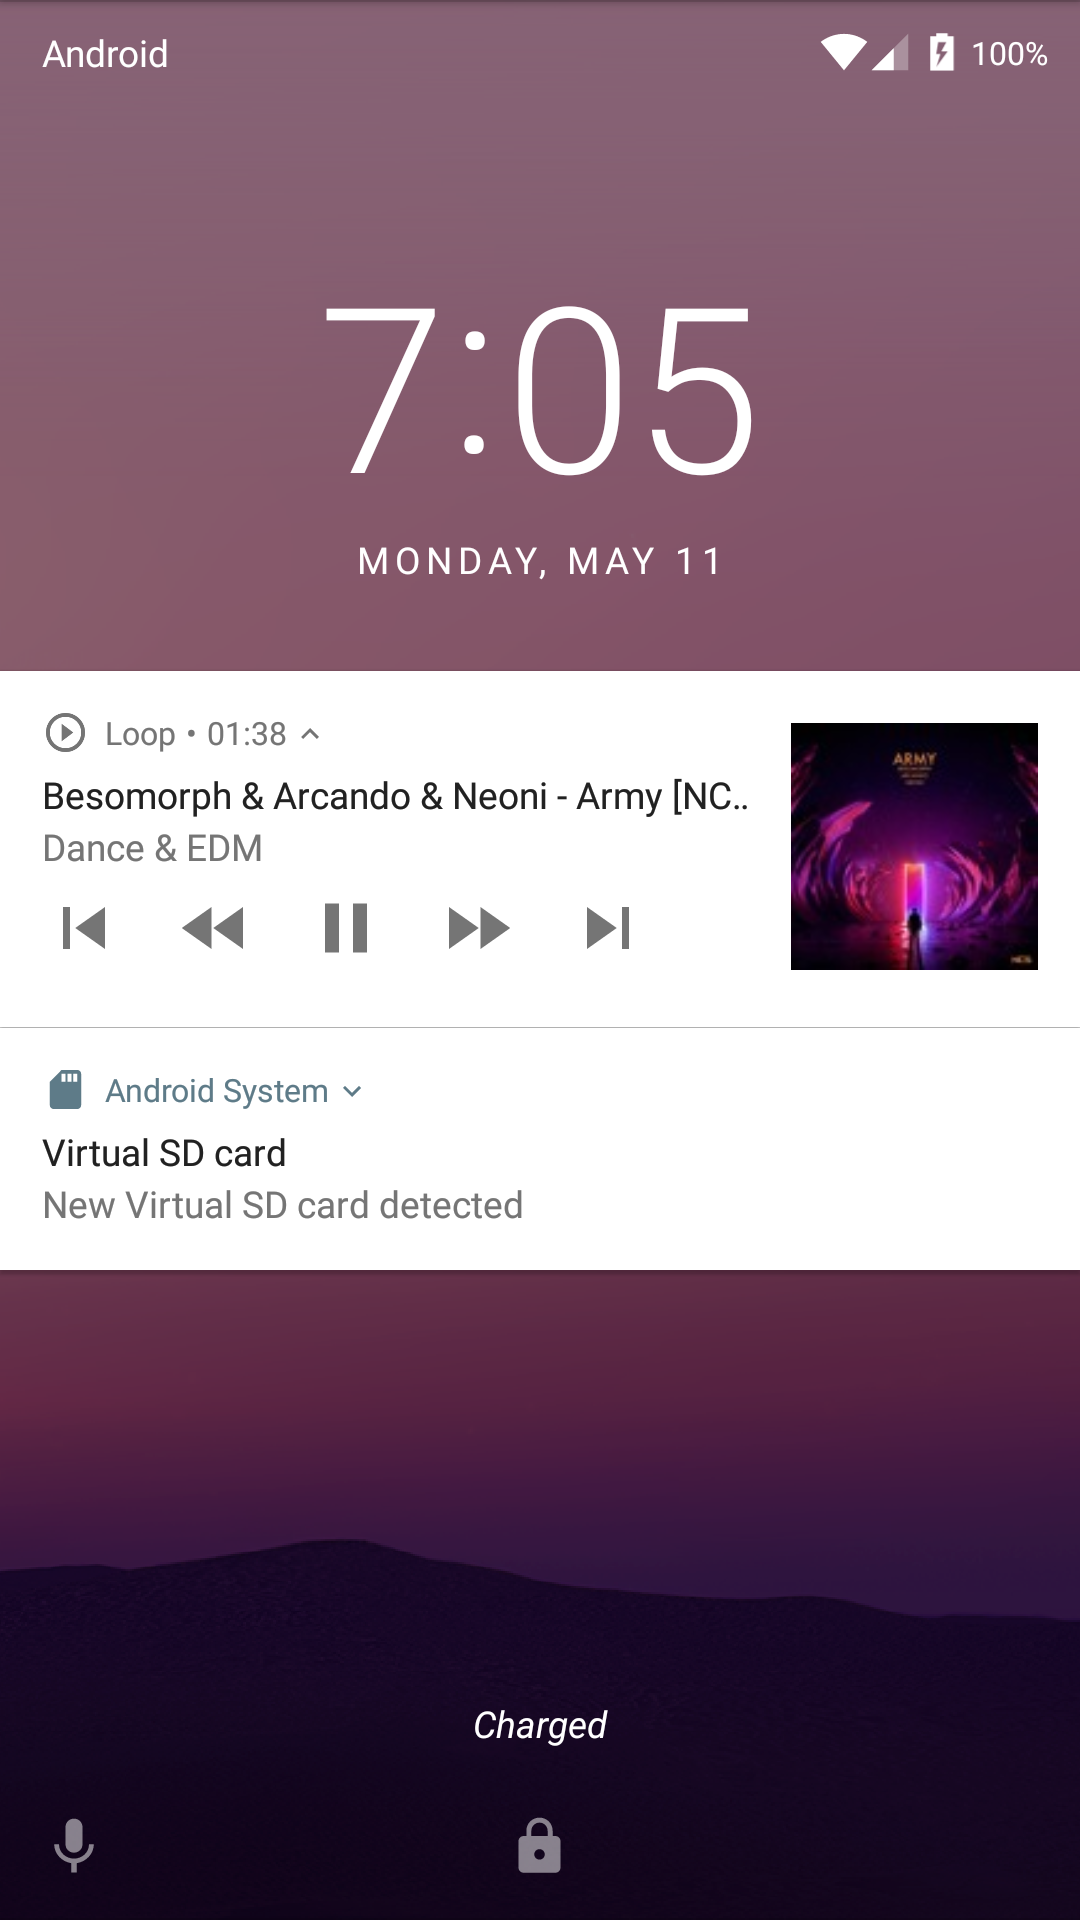 Android 100%
7:05
MONDAY, MAY 11
Loop • 01:38
Besomorph & Arcando & Neoni - Army [NC..
Dance & EDM
ARMY
Android System
Virtual SD card
New Virtual SD card detected
Charged